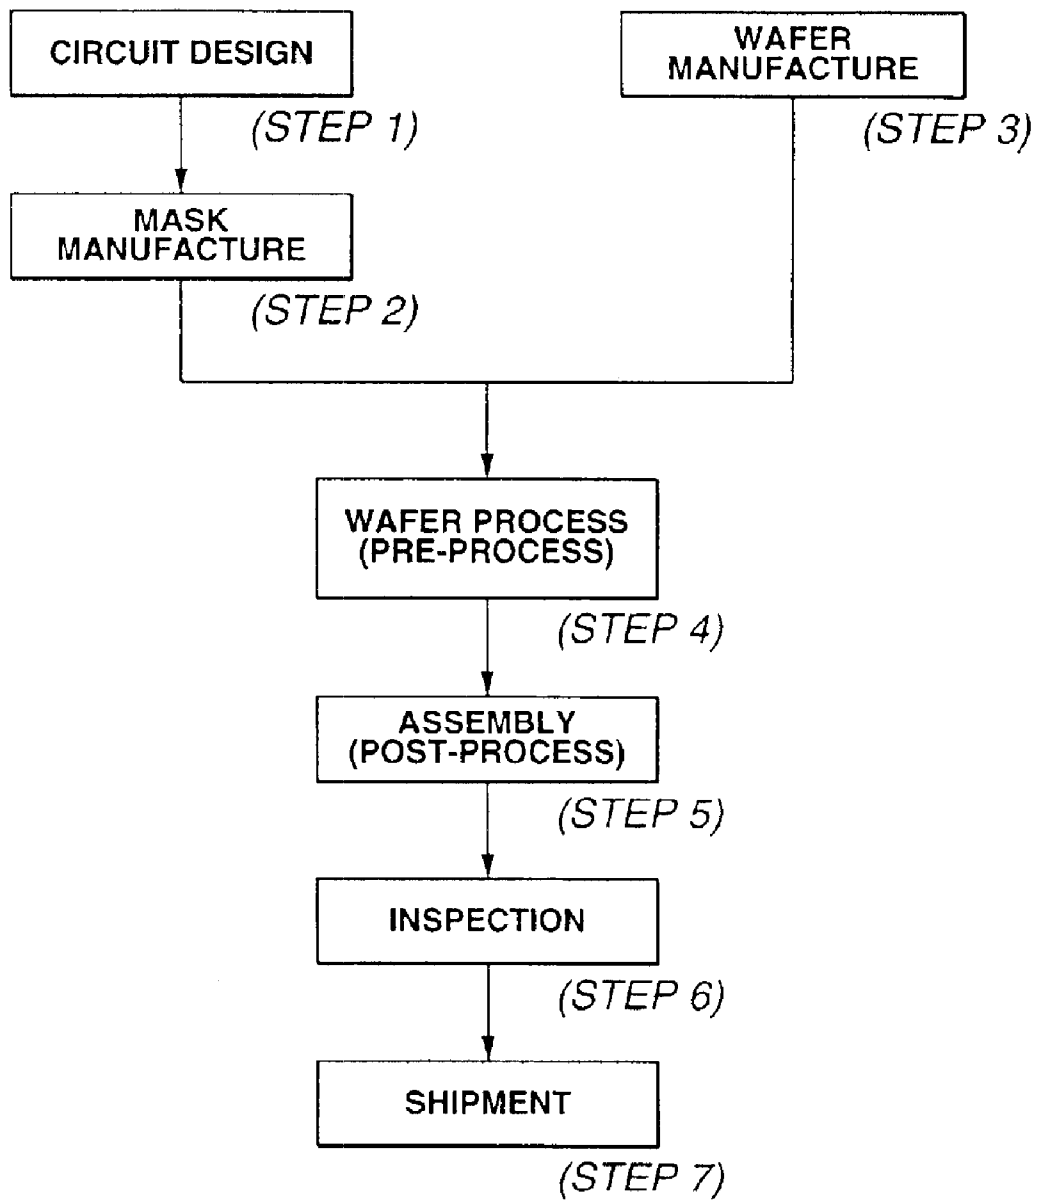 CIRCUIT DESIGN
(STEP 1)
WAFER
MANUFACTURE
(STEP 3)
MASK
MANUFACTURE
(STEP 2)
WAFER PROCESS
(PRE-PROCESS)
(STEP 4)
ASSEMBLY
(POST-PROCESS)
(STEP 5)
INSPECTION
(STEP 6)
SHIPMENT
(STEP 7)